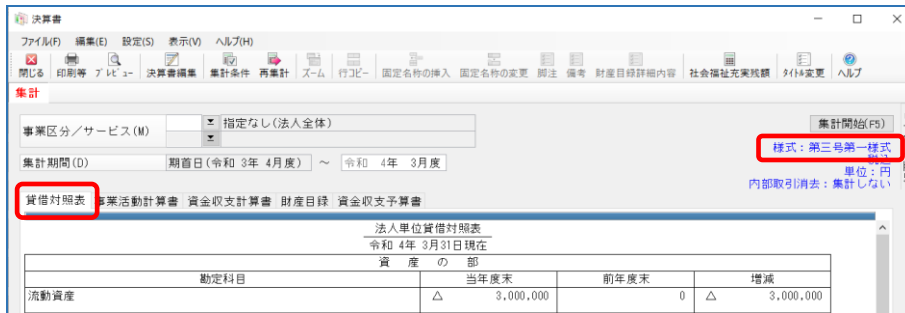 決算書
ファイル(F) 編集(E) 設定(S) 表示(V) ヘルプ(H)
閉じる 印刷等 プレビュー 決算書編集 集計条件 再集計 ズーム 行コピー 固定名称の挿入 固定名称の変更 脚注 備考 財産目録詳細内容 社会福祉充実残額 タイトル変更 ヘルプ
集計
事業区分/サービス(M) 指定なし(法人全体) 集計開始(F5)
様式:第三号第一様式
税込
集計期間(D) 期首日(令和 3年 4月度) ~ 令和 4年 3月度
単位:円
内部取引消去:集計しない
貸借対照表 事業活動計算書 資金収支計算書 財産目録 資金収支予算書
法人単位貸借対照表
令和 4年 3月31日現在
資 産 の 部
勘定科目 当年度末 前年度末 増減
流動資産 △ 3,000,000 0 △ 3,000,000